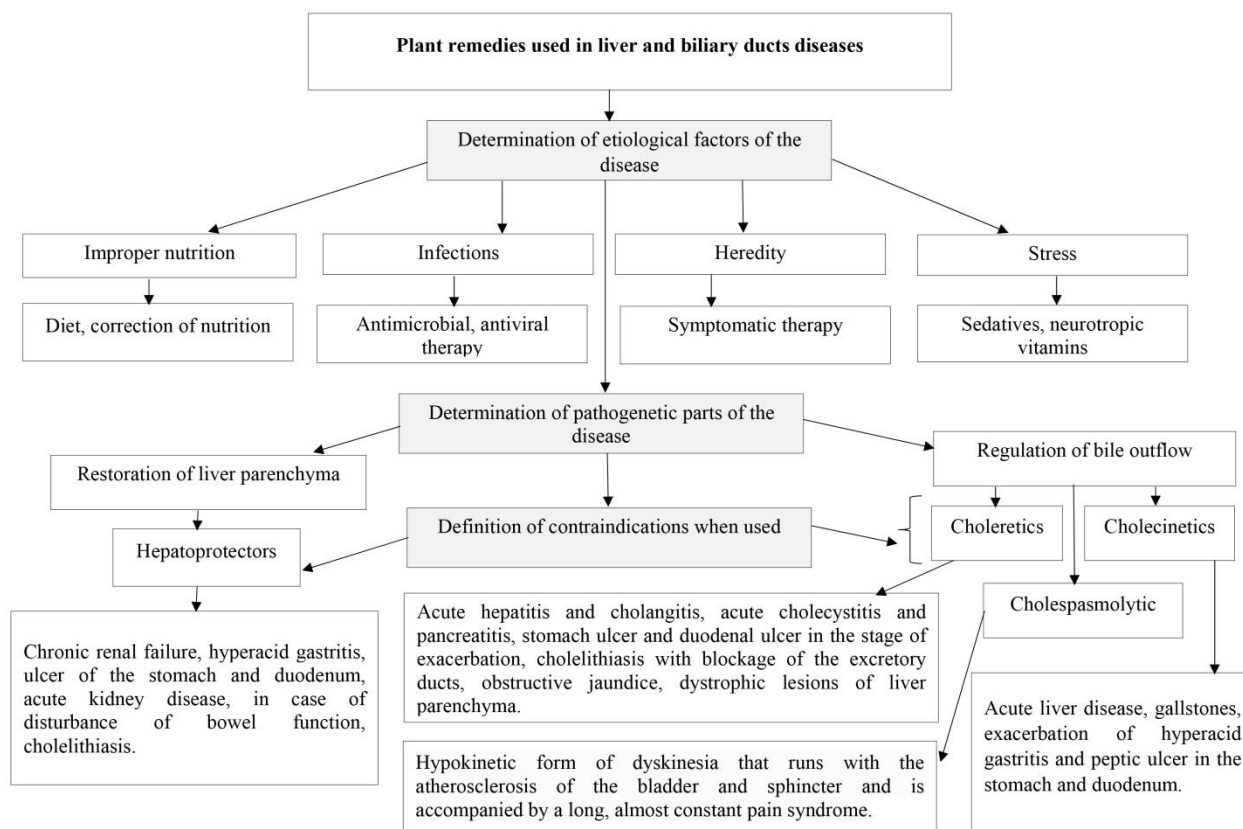 Plant remedies used in liver and biliary ducts diseases
Determination of etiological factors of the
disease
Improper nutrition
Infections
Heredity
Stress
Diet, correction of nutrition
Antimicrobial, antiviral
therapy
Symptomatic therapy
Sedatives, neurotropic
vitamins
Determination of pathogenetic parts of the
disease
Restoration of liver parenchyma
Regulation of bile outflow
Hepatoprotectors
Definition of contraindications when used
Choleretics
Cholecinetics
Cholespasmolytic
Chronic renal failure, hyperacid gastritis,
ulcer of the stomach and duodenum,
acute kidney disease, in case of
disturbance of bowel function,
cholelithiasis.
Acute hepatitis and cholangitis, acute cholecystitis and
pancreatitis, stomach ulcer and duodenal ulcer in the stage of
exacerbation, cholelithiasis with blockage of the excretory
ducts, obstructive jaundice, dystrophic lesions of liver
parenchyma.
Hypokinetic form of dyskinesia that runs with the
atherosclerosis of the bladder and sphincter and is
accompanied by a long, almost constant pain syndrome.
Acute liver disease, gallstones,
exacerbation of hyperacid
gastritis and peptic ulcer in the
stomach and duodenum.